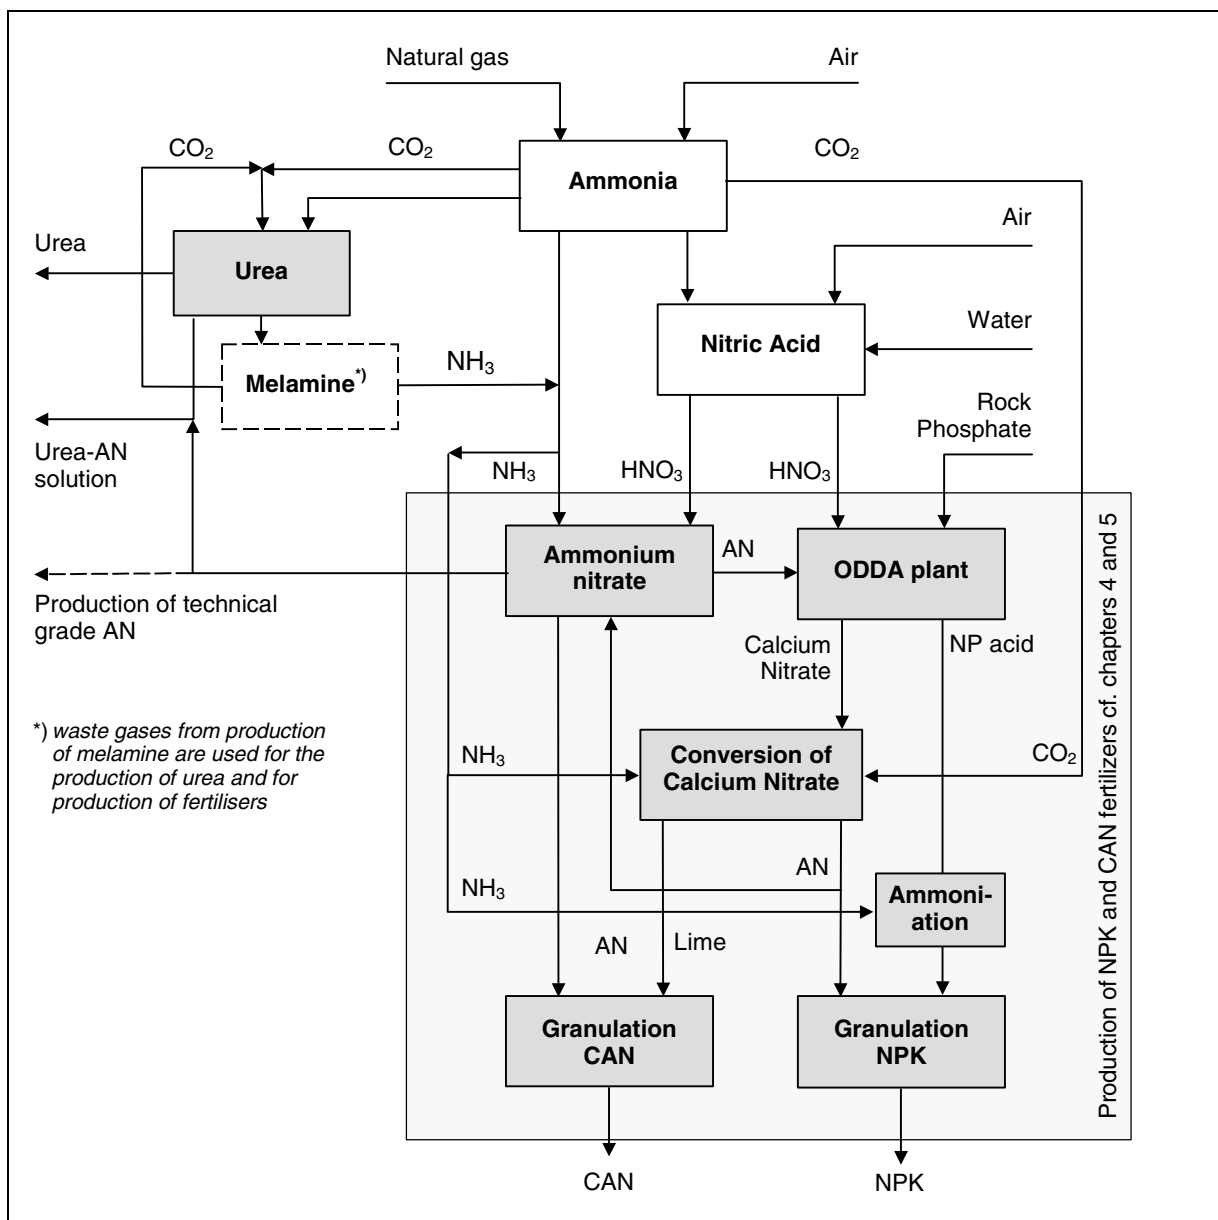 Natural gas
Air
CO₂
CO₂
CO₂
Ammonia
Air
Urea
Urea
Water
Nitric Acid
NH₃
Melamine*)
Rock
Phosphate
Urea-AN
solution
NH₃
HNO₃
HNO₃
Ammonium
nitrate
AN
ODDA plant
Production of technical
grade AN
Calcium
Nitrate
NP acid
*) waste gases from production
of melamine are used for the
production of urea and for
production of fertilisers
NH₃
Conversion of
Calcium Nitrate
CO₂
AN
NH₃
Ammoni-
ation
AN
Lime
Granulation
CAN
Granulation
NPK
Production of NPK and CAN fertilizers cf. chapters 4 and 5
CAN
NPK